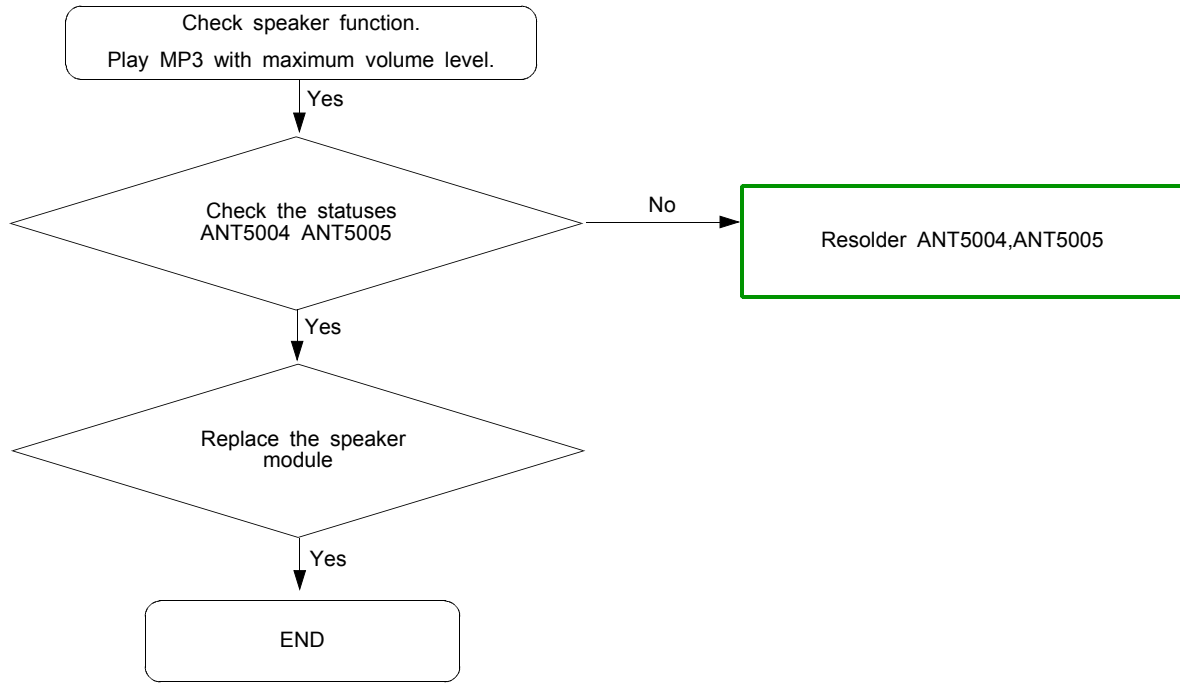 Check speaker function.
Play MP3 with maximum volume level.
Yes
Check the statuses
ANT5004 ANT5005
No
Resolder ANT5004,ANT5005
Yes
Replace the speaker
module
Yes
END